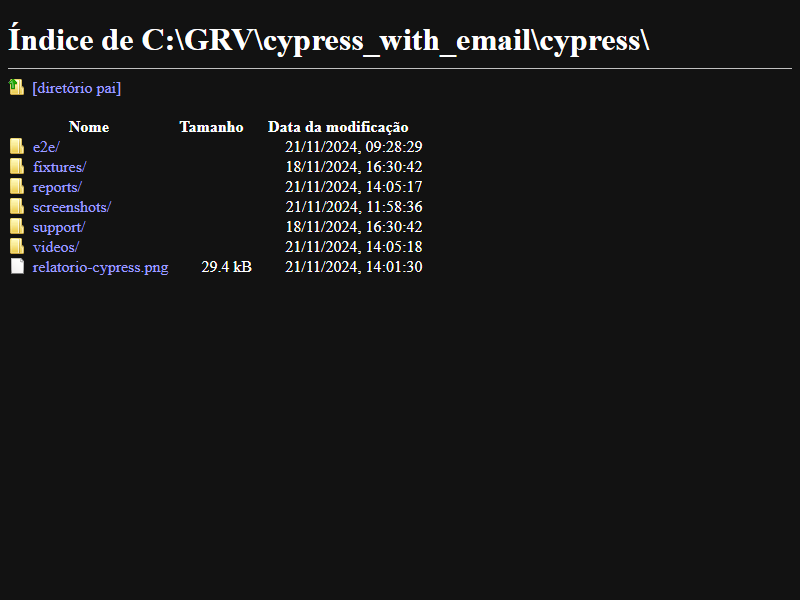 Índice de C:\GRV\cypress_with_email\cypress\
[diretório pai]
Nome Tamanho Data da modificação
e2e/ 21/11/2024, 09:28:29
fixtures/ 18/11/2024, 16:30:42
reports/ 21/11/2024, 14:05:17
screenshots/ 21/11/2024, 11:58:36
support/ 18/11/2024, 16:30:42
videos/ 21/11/2024, 14:05:18
relatorio-cypress.png 29.4 kB 21/11/2024, 14:01:30